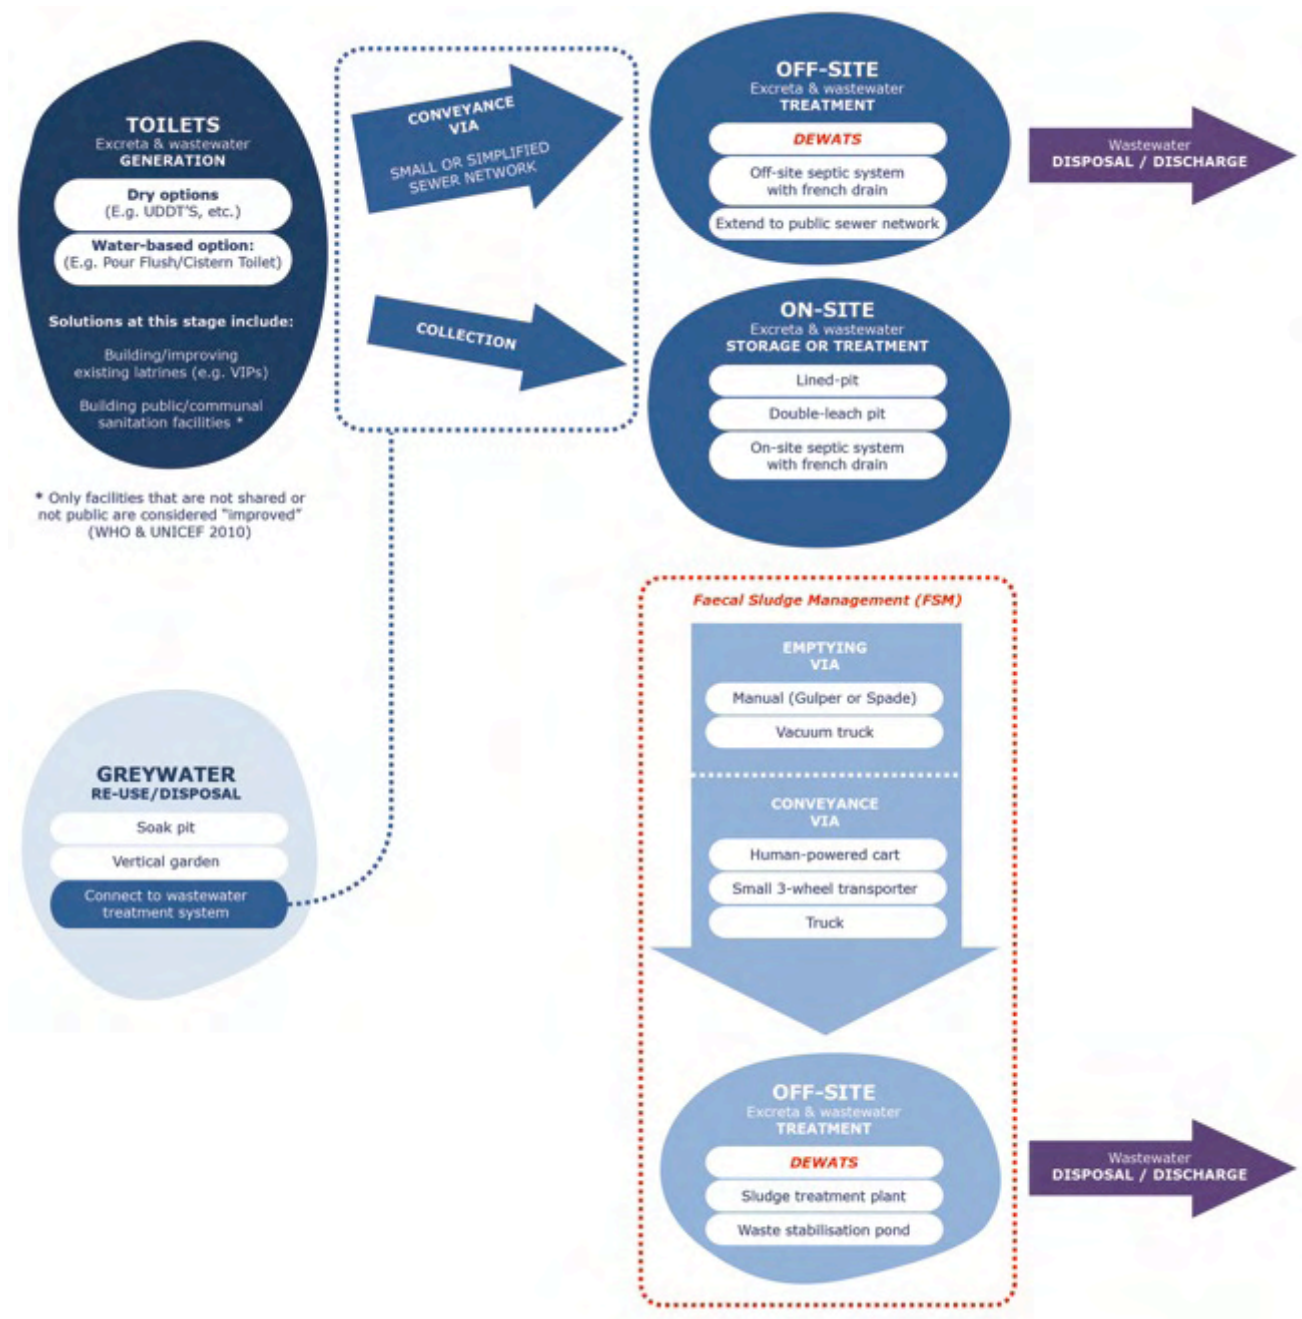 TOILETS
Excreta & wastewater
GENERATION
Dry options
(E.g. UDDT'S, etc.)
Water-based option:
(E.g. Pour Flush/Cistern Toilet)
Solutions at this stage include:
Building/improving
existing latrines (e.g. VIPs)
Building public/communal
sanitation facilities *
* Only facilities that are not shared or
not public are considered "improved"
(WHO & UNICEF 2010)
CONVEYANCE
VIA
SMALL OR SIMPLIFIED
SEWER NETWORK
COLLECTION
OFF-SITE
Excreta & wastewater
TREATMENT
DEWATS
Off-site septic system
with french drain
Extend to public sewer network
Wastewater
DISPOSAL / DISCHARGE
ON-SITE
Excreta & wastewater
STORAGE OR TREATMENT
Lined-pit
Double-leach pit
On-site septic system
with french drain
GREYWATER
RE-USE/DISPOSAL
Soak pit
Vertical garden
Connect to wastewater
treatment system
Faecal Sludge Management (FSM)
EMPTYING
VIA
Manual (Gulper or Spade)
Vacuum truck
CONVEYANCE
VIA
Human-powered cart
Small 3-wheel transporter
Truck
OFF-SITE
Excreta & wastewater
TREATMENT
DEWATS
Sludge treatment plant
Waste stabilisation pond
Wastewater
DISPOSAL / DISCHARGE